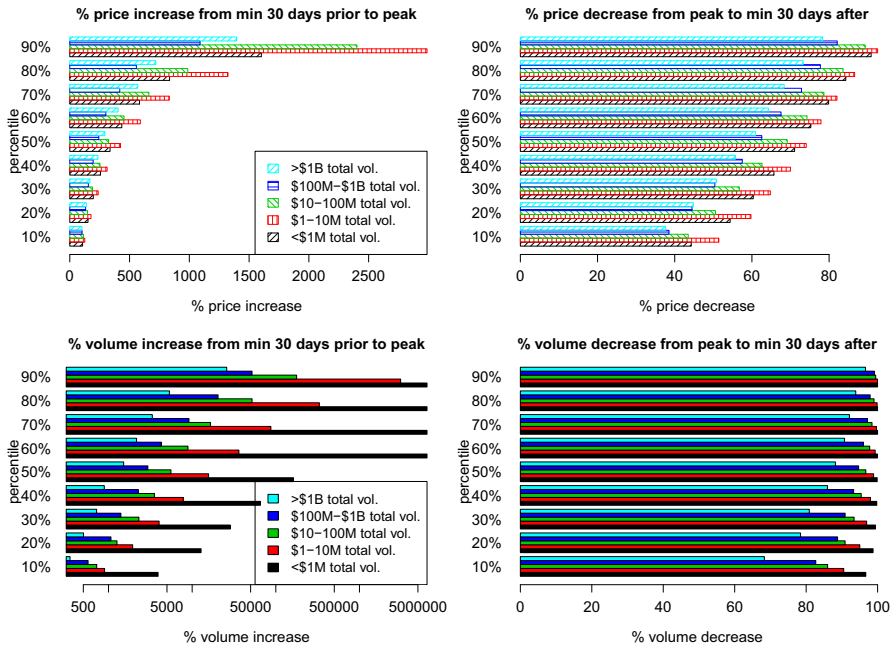 % price increase from min 30 days prior to peak
percentile
90%
80%
70%
60%
50%
40%
30%
20%
10%
>$1B total vol.
$100M−$1B total vol.
$10−100M total vol.
$1−10M total vol.
<$1M total vol.
0 500 1000 1500 2000 2500
% price increase
% price decrease from peak to min 30 days after
percentile
90%
80%
70%
60%
50%
40%
30%
20%
10%
0 20 40 60 80
% price decrease
% volume increase from min 30 days prior to peak
percentile
90%
80%
70%
60%
50%
40%
30%
20%
10%
>$1B total vol.
$100M−$1B total vol.
$10−100M total vol.
$1−10M total vol.
<$1M total vol.
500 5000 50000 500000 5000000
% volume increase
% volume decrease from peak to min 30 days after
percentile
90%
80%
70%
60%
50%
40%
30%
20%
10%
0 20 40 60 80 100
% volume decrease